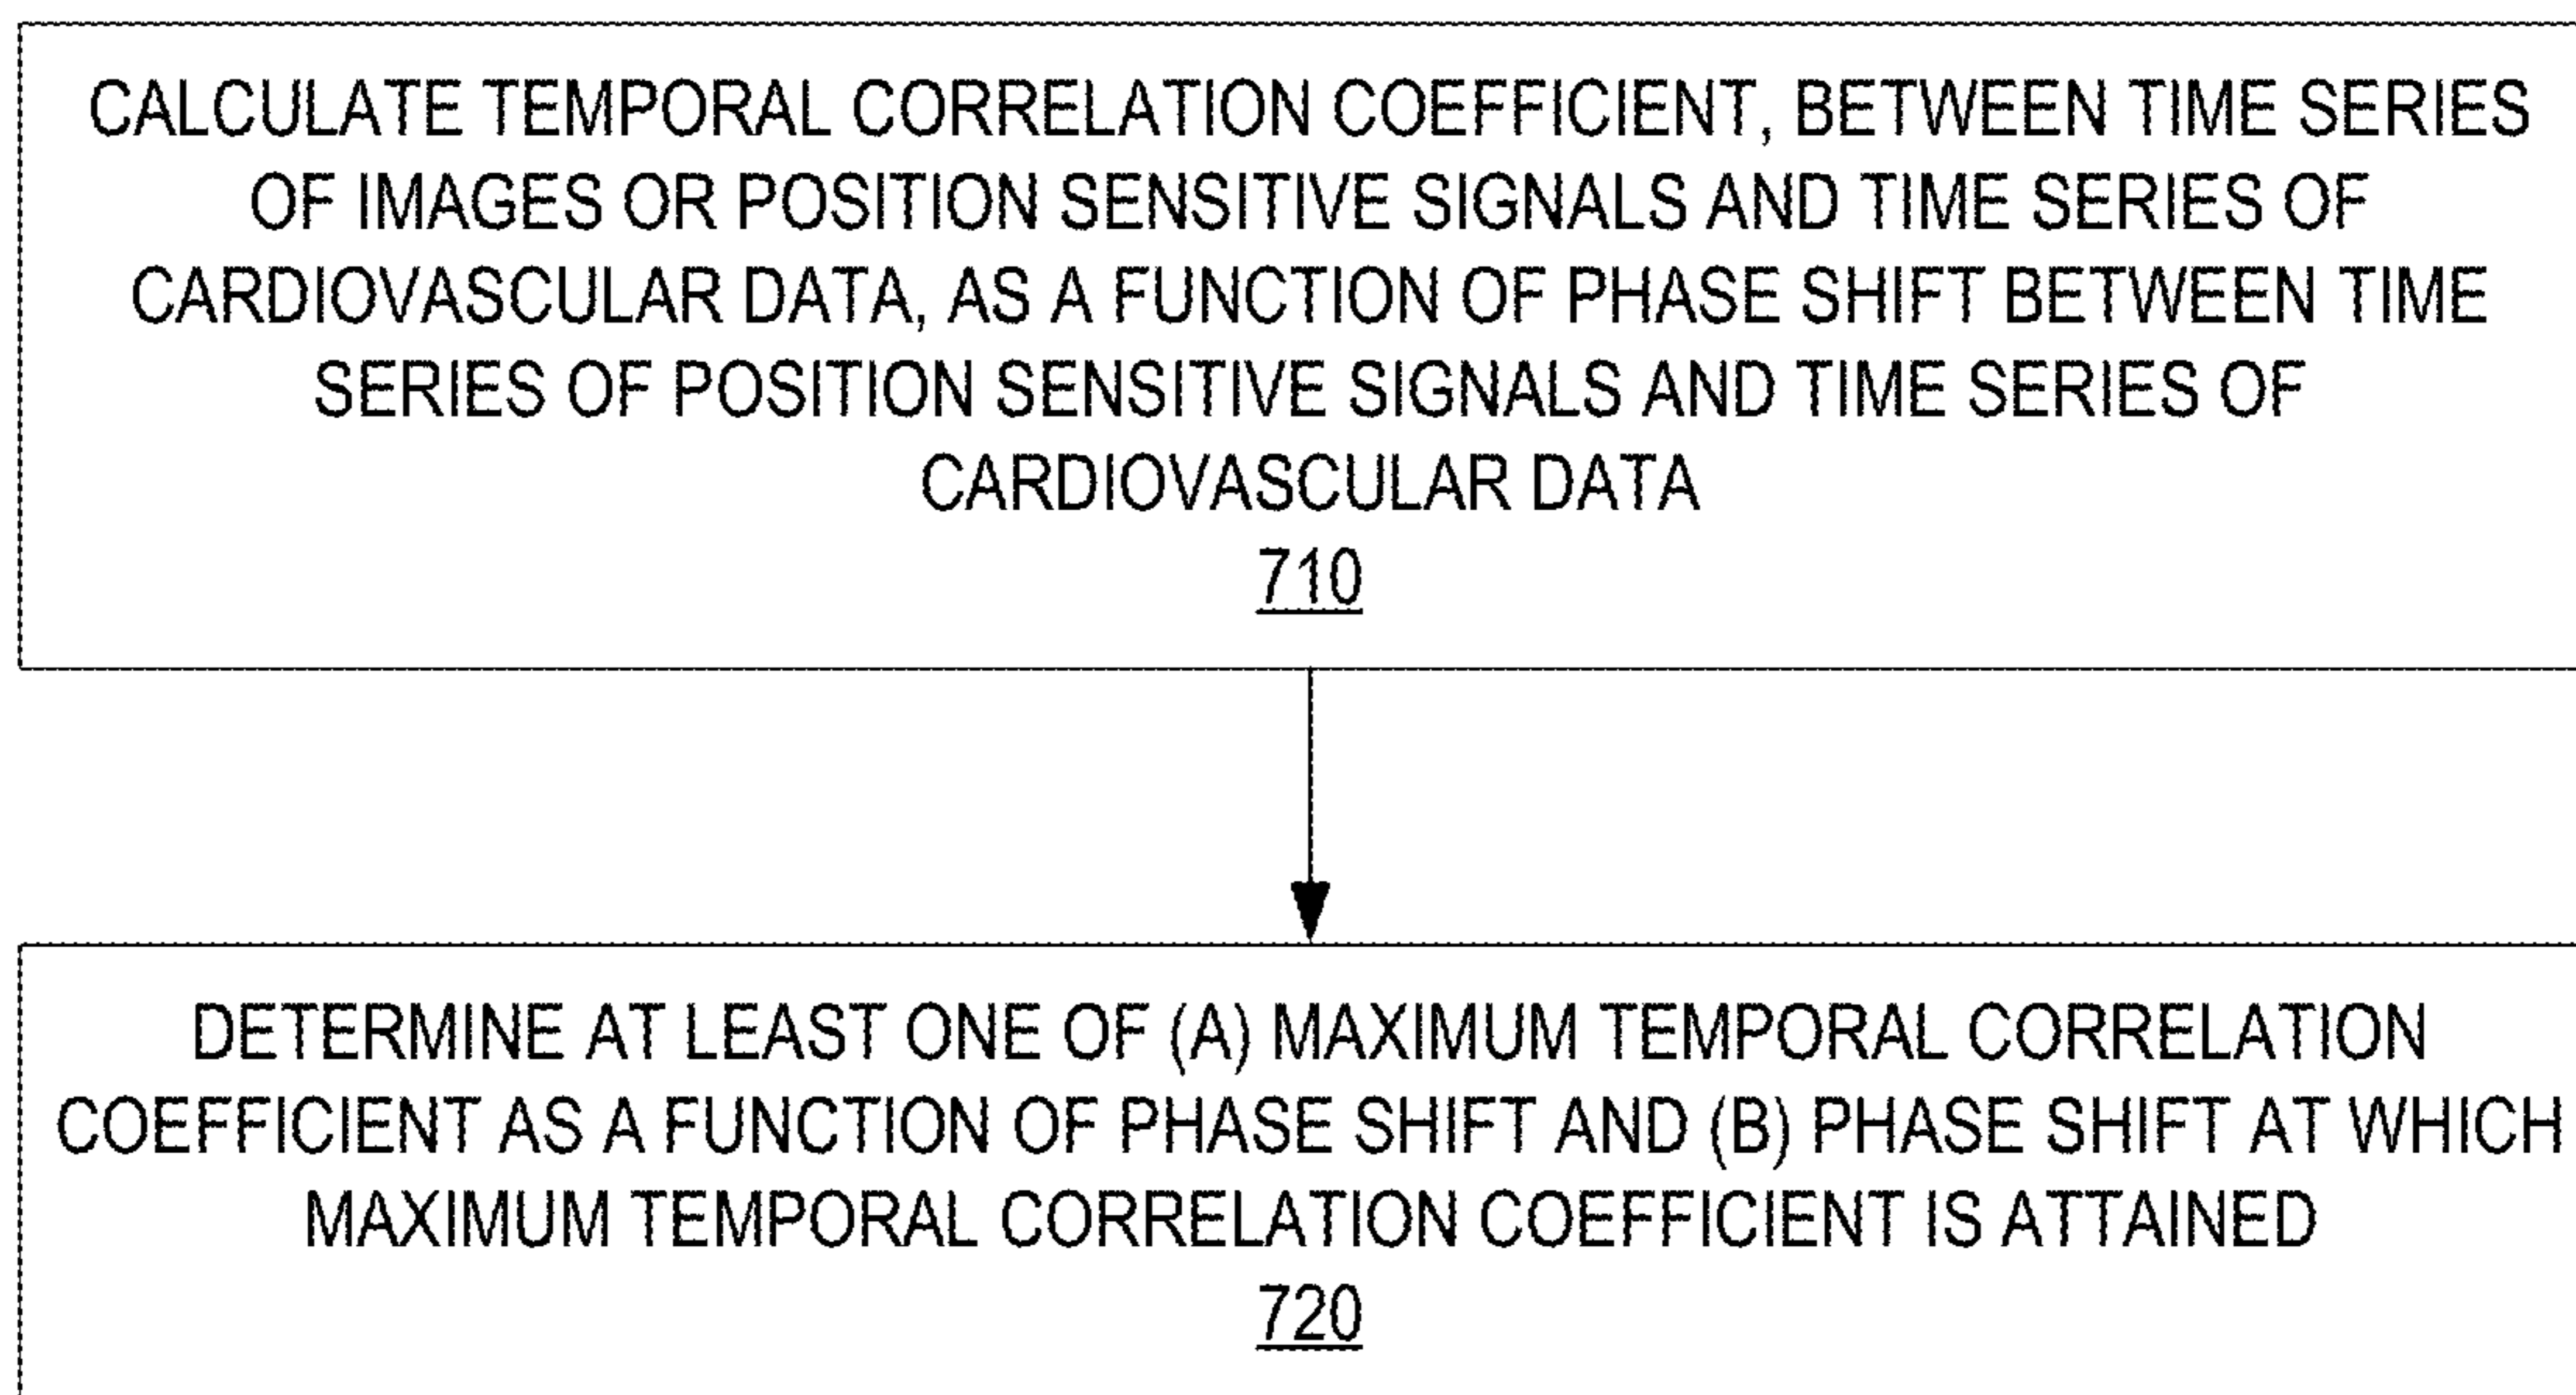 CALCULATE TEMPORAL CORRELATION COEFFICIENT, BETWEEN TIME SERIES
OF IMAGES OR POSITION SENSITIVE SIGNALS AND TIME SERIES OF
CARDIOVASCULAR DATA, AS A FUNCTION OF PHASE SHIFT BETWEEN TIME
SERIES OF POSITION SENSITIVE SIGNALS AND TIME SERIES OF
CARDIOVASCULAR DATA
710
DETERMINE AT LEAST ONE OF (A) MAXIMUM TEMPORAL CORRELATION
COEFFICIENT AS A FUNCTION OF PHASE SHIFT AND (B) PHASE SHIFT AT WHICH
MAXIMUM TEMPORAL CORRELATION COEFFICIENT IS ATTAINED
720